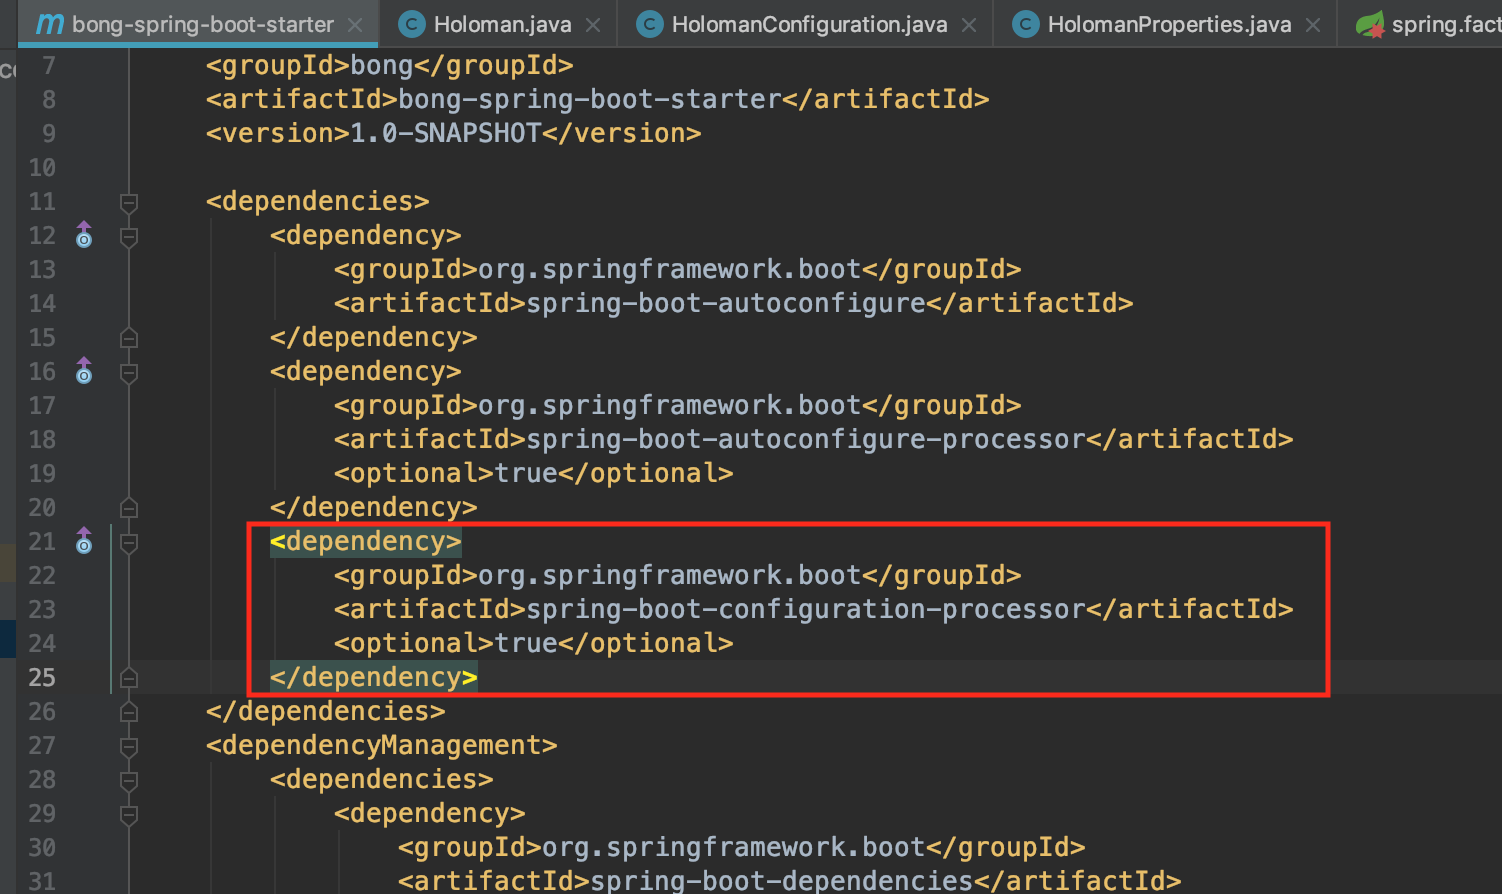 bong-spring-boot-starter Holoman.java HolomanConfiguration.java HolomanProperties.java spring.fact
7 <groupId>bong</groupId>
8 <artifactId>bong-spring-boot-starter</artifactId>
9 <version>1.0-SNAPSHOT</version>
10
11 <dependencies>
12 <dependency>
13 <groupId>org.springframework.boot</groupId>
14 <artifactId>spring-boot-autoconfigure</artifactId>
15 </dependency>
16 <dependency>
17 <groupId>org.springframework.boot</groupId>
18 <artifactId>spring-boot-autoconfigure-processor</artifactId>
19 <optional>true</optional>
20 </dependency>
21 <dependency>
22 <groupId>org.springframework.boot</groupId>
23 <artifactId>spring-boot-configuration-processor</artifactId>
24 <optional>true</optional>
25 </dependency>
26 </dependencies>
27 <dependencyManagement>
28 <dependencies>
29 <dependency>
30 <groupId>org.springframework.boot</groupId>
31 <artifactId>spring-boot-dependencies</artifactId>